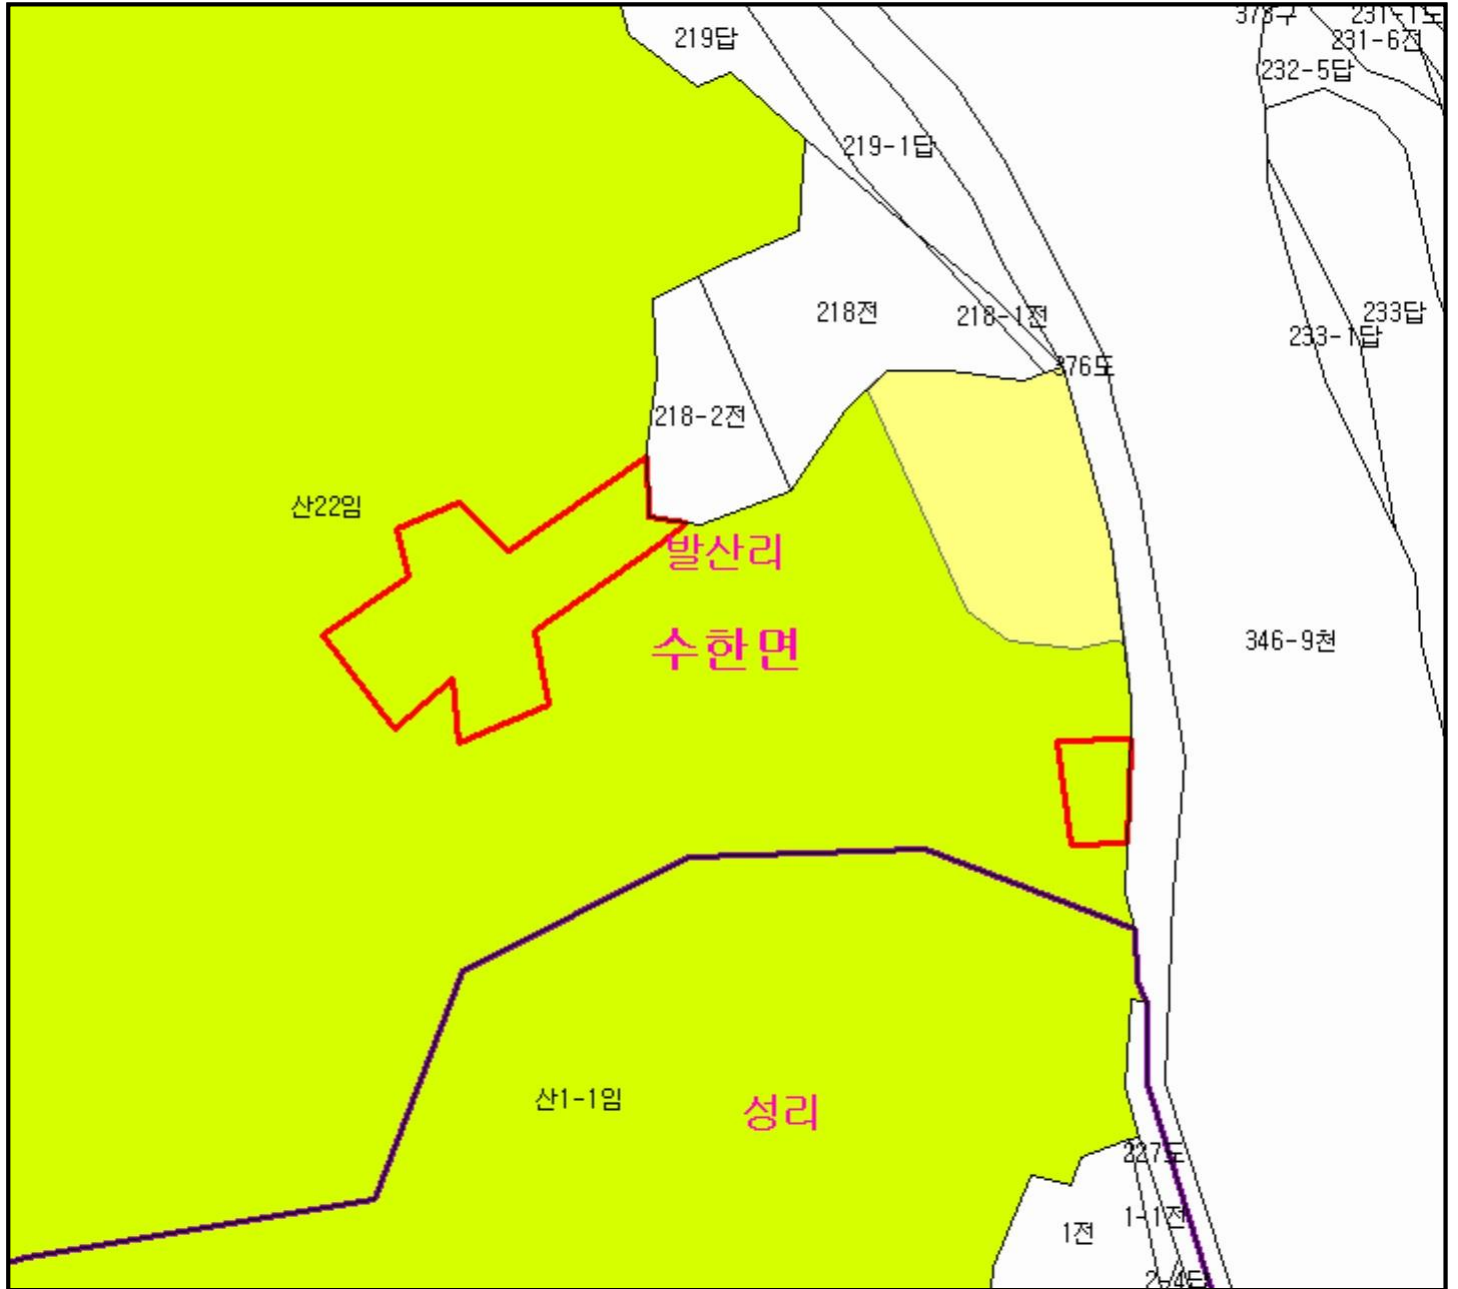 231-1도
219답
231-6전
232-5답
219-1답
218전
218-1전
233답
233-1답
376도
218-2전
산22임
발산리
346-9천
수한면
산1-1임
성리
227도
1-1전
1전